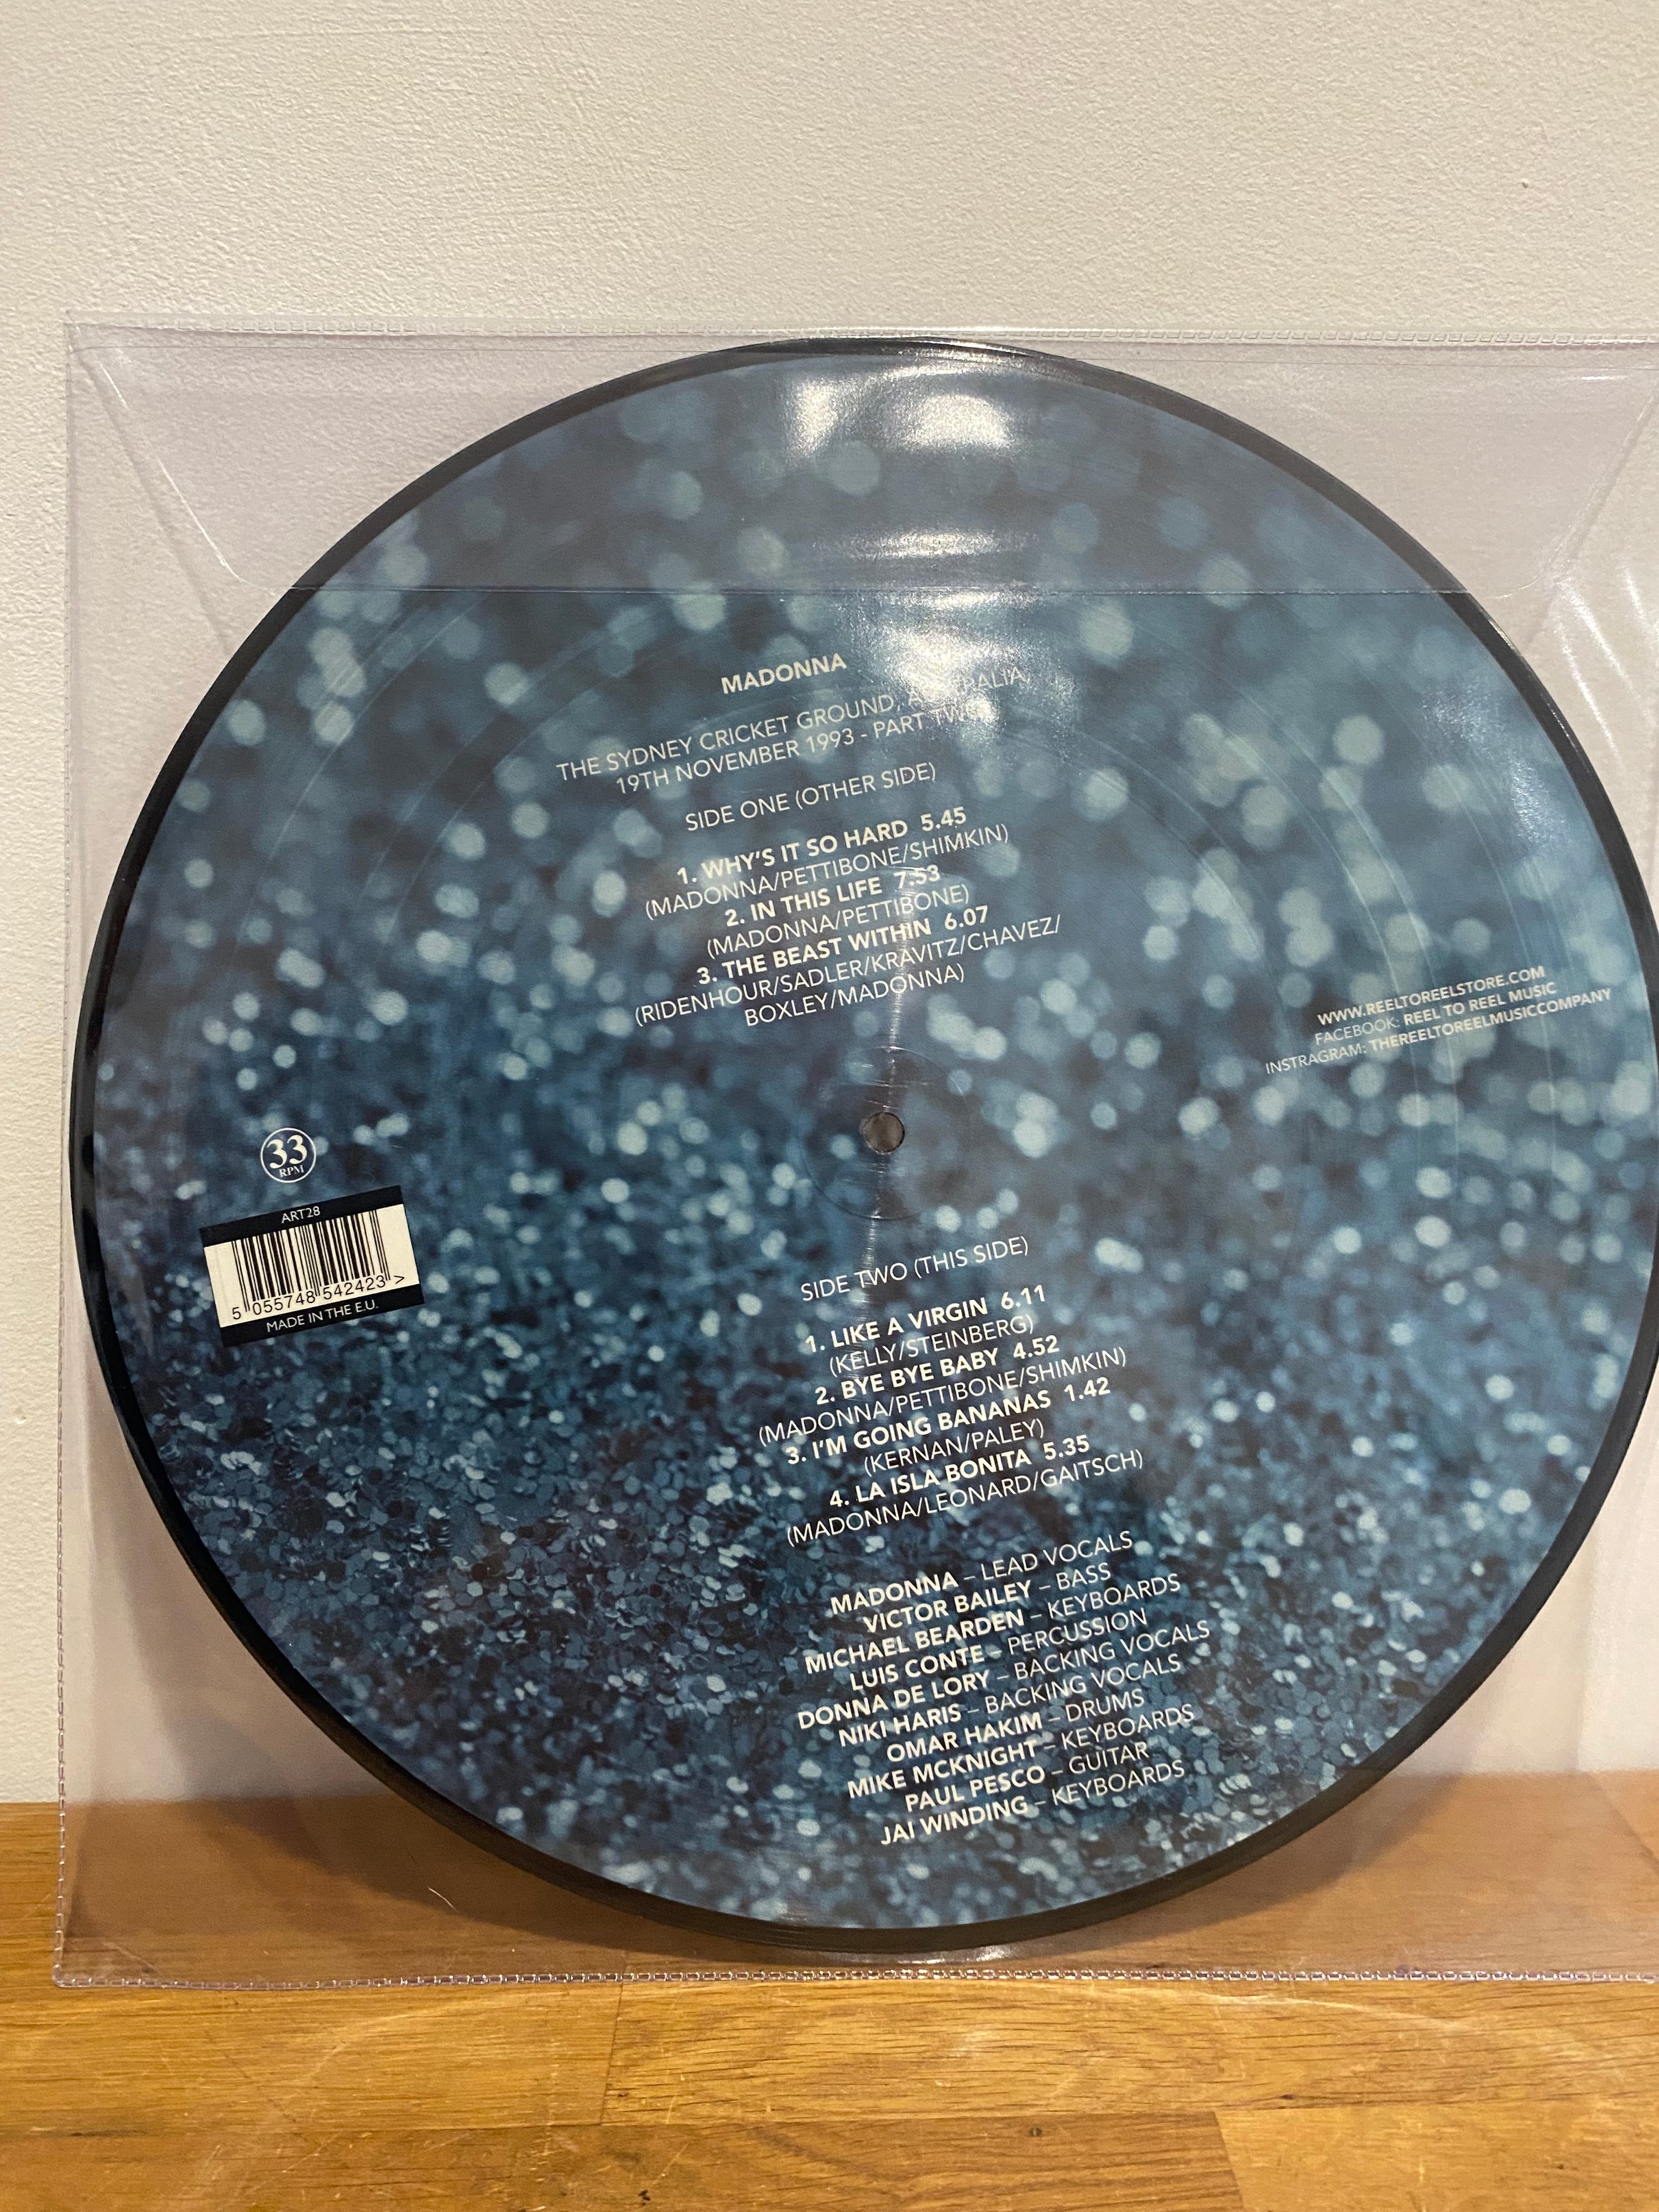 MADONNA
THE SYDNEY CRICKET GROUND, AUSTRALIA,
19TH NOVEMBER 1993 - PART TWO
SIDE ONE (OTHER SIDE)
1. WHY'S IT SO HARD 5.45
(MADONNA/PETTIBONE/SHIMKIN)
2. IN THIS LIFE 7:53
(MADONNA/PETTIBONE)
3. THE BEAST WITHIN 6.07
(RIDENHOUR/SADLER/KRAVITZ/CHAVEZ/
BOXLEY/MADONNA)
WWW.REELTOREELSTORE.COM
FACEBOOK: REEL TO REEL MUSIC
INSTRAGRAM: THEREELTOREELMUSICCOMPANY
33
RPM
ART28
5 055748 542423 >
MADE IN THE E.U.
SIDE TWO (THIS SIDE)
1. LIKE A VIRGIN 6.11
(KELLY/STEINBERG)
2. BYE BYE BABY 4.52
(MADONNA/PETTIBONE/SHIMKIN)
3. I'M GOING BANANAS 1.42
(KERNAN/PALEY)
4. LA ISLA BONITA 5.35
(MADONNA/LEONARD/GAITSCH)
MADONNA – LEAD VOCALS
VICTOR BAILEY – BASS
MICHAEL BEARDEN – KEYBOARDS
LUIS CONTE – PERCUSSION
DONNA DE LORY – BACKING VOCALS
NIKI HARIS – BACKING VOCALS
OMAR HAKIM – DRUMS
MIKE MCKNIGHT – KEYBOARDS
PAUL PESCO – GUITAR
JAI WINDING – KEYBOARDS